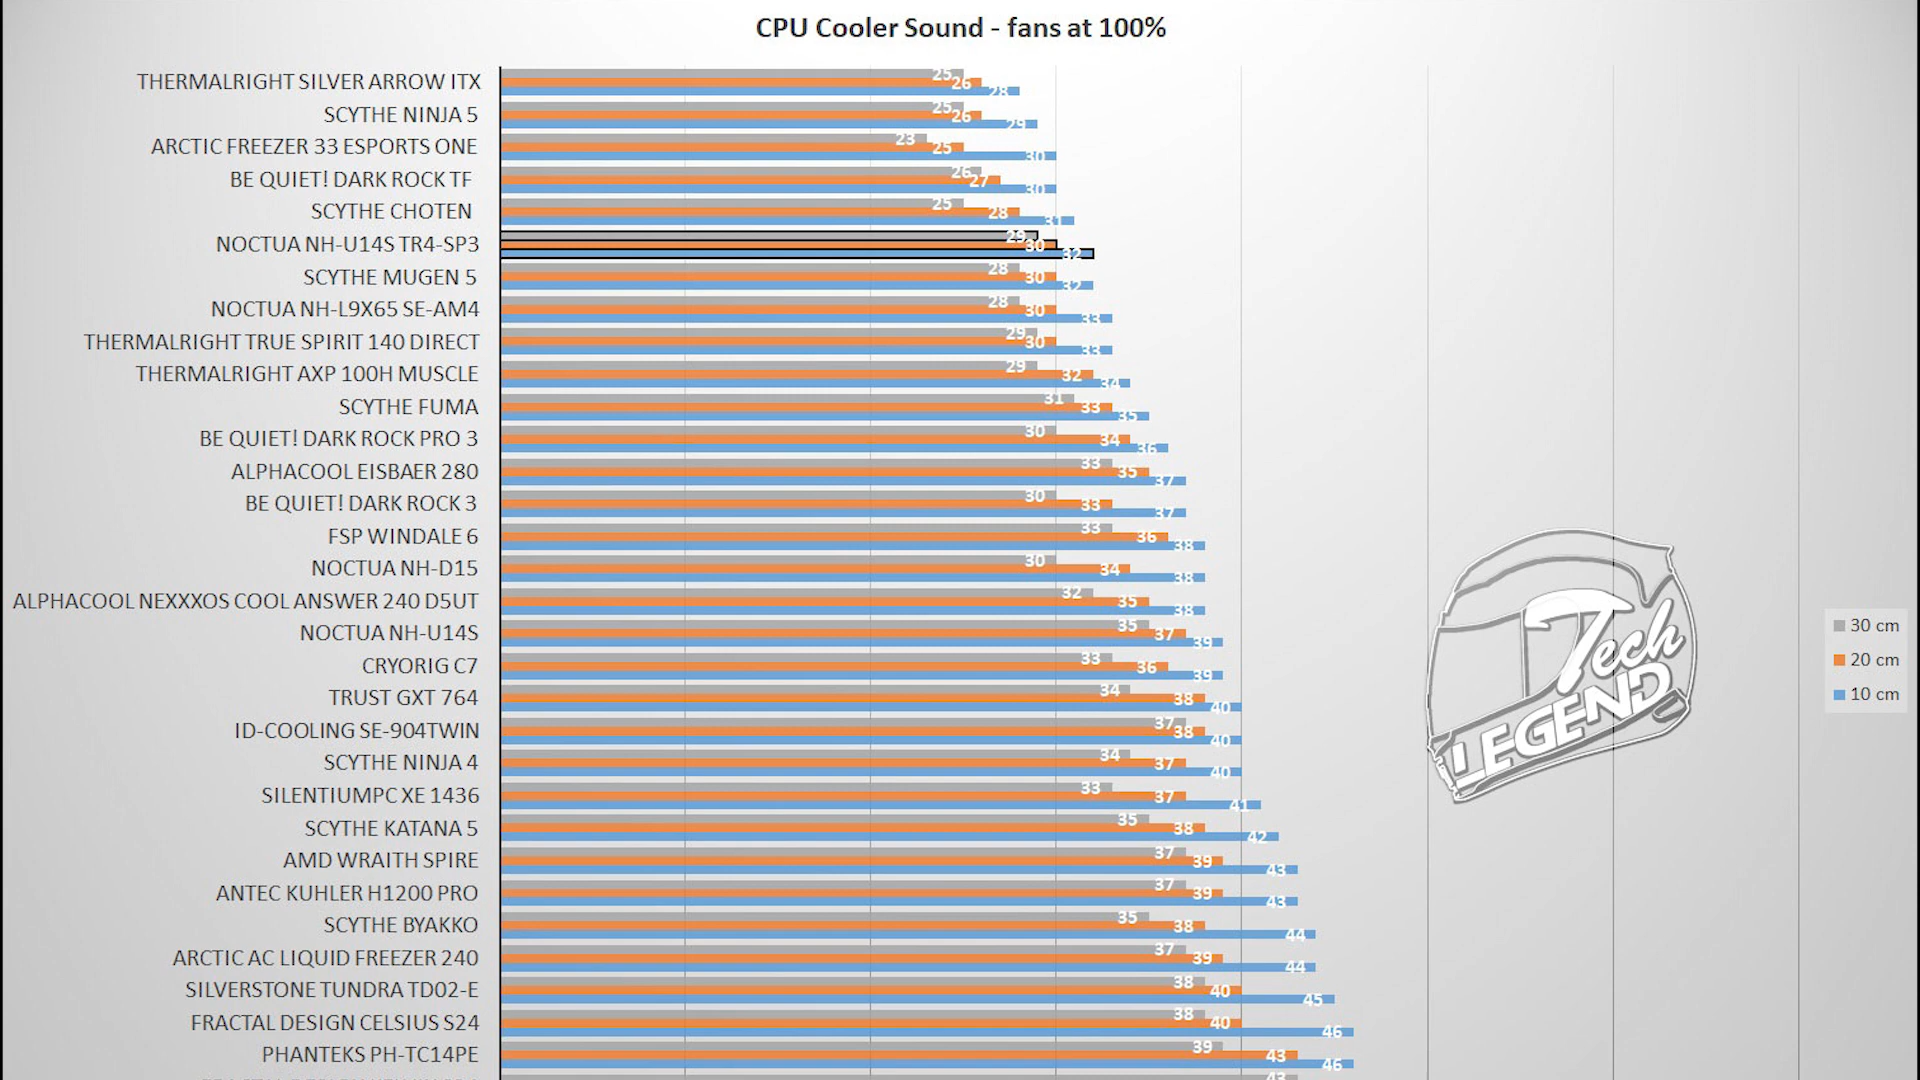 CPU Cooler Sound - fans at 100%
THERMALRIGHT SILVER ARROW ITX 25 26 28
SCYTHE NINJA 5 25 26 29
ARCTIC FREEZER 33 ESPORTS ONE 23 25 30
BE QUIET! DARK ROCK TF 26 27 30
SCYTHE CHOTEN 25 28 31
NOCTUA NH-U14S TR4-SP3 29 30 32
SCYTHE MUGEN 5 28 30 32
NOCTUA NH-L9X65 SE-AM4 28 30 33
THERMALRIGHT TRUE SPIRIT 140 DIRECT 29 30 33
THERMALRIGHT AXP 100H MUSCLE 29 32 34
SCYTHE FUMA 31 33 35
BE QUIET! DARK ROCK PRO 3 30 34 36
ALPHACOOL EISBAER 280 33 35 37
BE QUIET! DARK ROCK 3 30 33 37
FSP WINDALE 6 33 36 38
NOCTUA NH-D15 30 34 38
ALPHACOOL NEXXXOS COOL ANSWER 240 D5UT 32 35 38
NOCTUA NH-U14S 35 37 39
CRYORIG C7 33 36 39
TRUST GXT 764 34 38 40
ID-COOLING SE-904TWIN 37 38 40
SCYTHE NINJA 4 34 37 40
SILENTIUMPC XE 1436 33 37 41
SCYTHE KATANA 5 35 38 42
AMD WRAITH SPIRE 37 39 43
ANTEC KUHLER H1200 PRO 37 39 43
SCYTHE BYAKKO 35 38 44
ARCTIC AC LIQUID FREEZER 240 37 39 44
SILVERSTONE TUNDRA TD02-E 38 40 45
FRACTAL DESIGN CELSIUS S24 38 40 46
PHANTEKS PH-TC14PE 39 43 46
Tech
LEGEND
30 cm
20 cm
10 cm